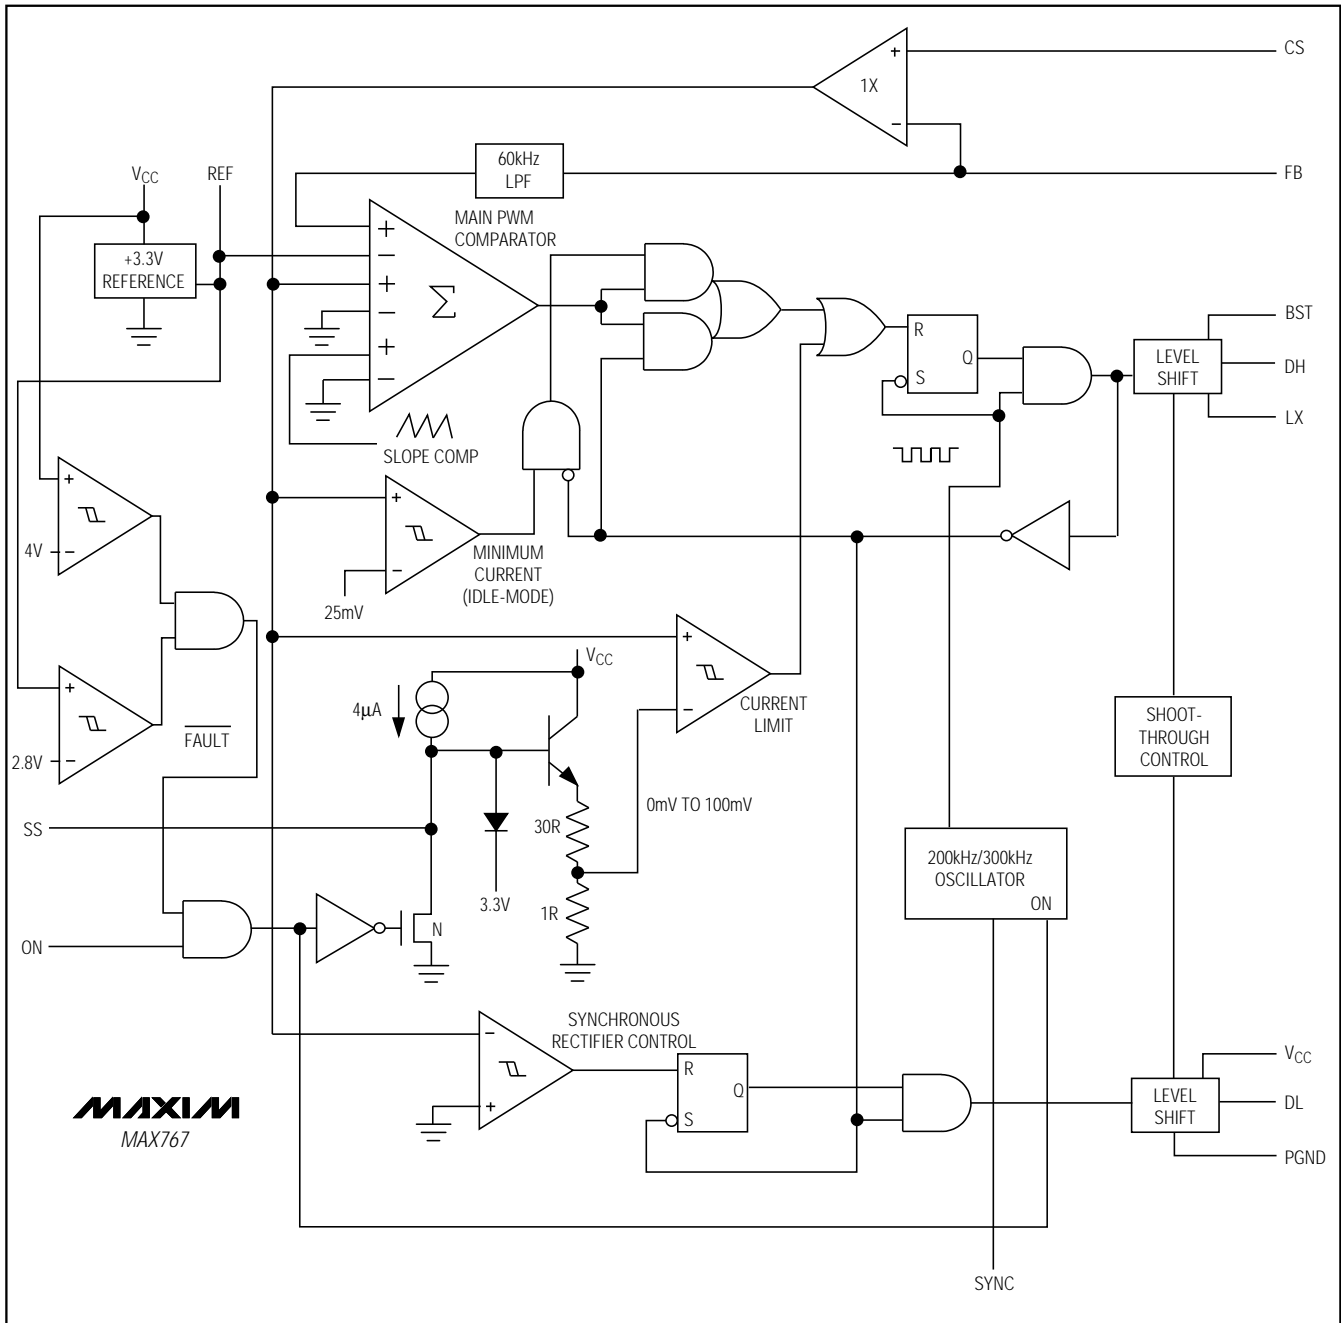 CS
+
1X
-
60kHz
LPF
FB
VCC
REF
MAIN PWM
COMPARATOR
+3.3V
REFERENCE
+
-
+
-
+
-
Σ
SLOPE COMP
R
Q
S
LEVEL
SHIFT
BST
DH
LX
+
4V
-
+
-
25mV
MINIMUM
CURRENT
(IDLE-MODE)
+
2.8V
-
FAULT
4µA
VCC
+
-
CURRENT
LIMIT
SHOOT-
THROUGH
CONTROL
0mV TO 100mV
SS
30R
3.3V
1R
200kHz/300kHz
OSCILLATOR
ON
ON
N
SYNCHRONOUS
RECTIFIER CONTROL
-
+
R
Q
S
LEVEL
SHIFT
VCC
DL
PGND
MAXIM
MAX767
SYNC